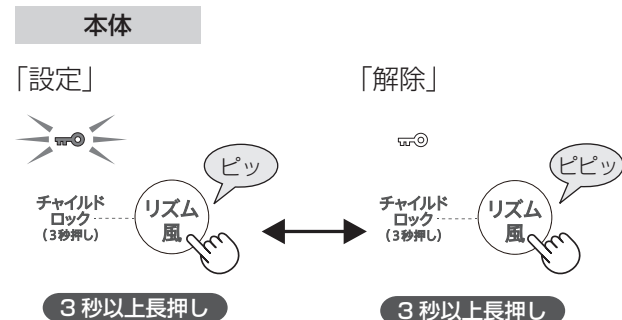 本体
「設定」
「解除」
ピッ
ピピッ
チャイルド
ロック
(3秒押し)
リズム
風
チャイルド
ロック
(3秒押し)
リズム
風
3秒以上長押し
3秒以上長押し